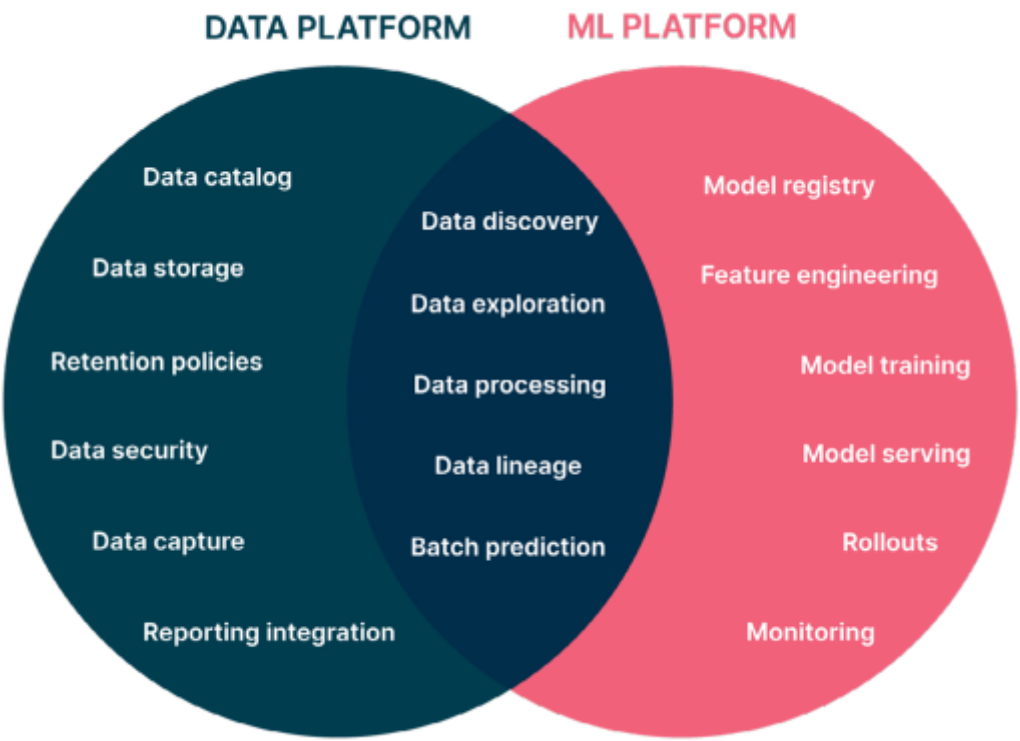 DATA PLATFORM
ML PLATFORM
Data catalog
Data storage
Retention policies
Data security
Data capture
Reporting integration
Data discovery
Data exploration
Data processing
Data lineage
Batch prediction
Model registry
Feature engineering
Model training
Model serving
Rollouts
Monitoring